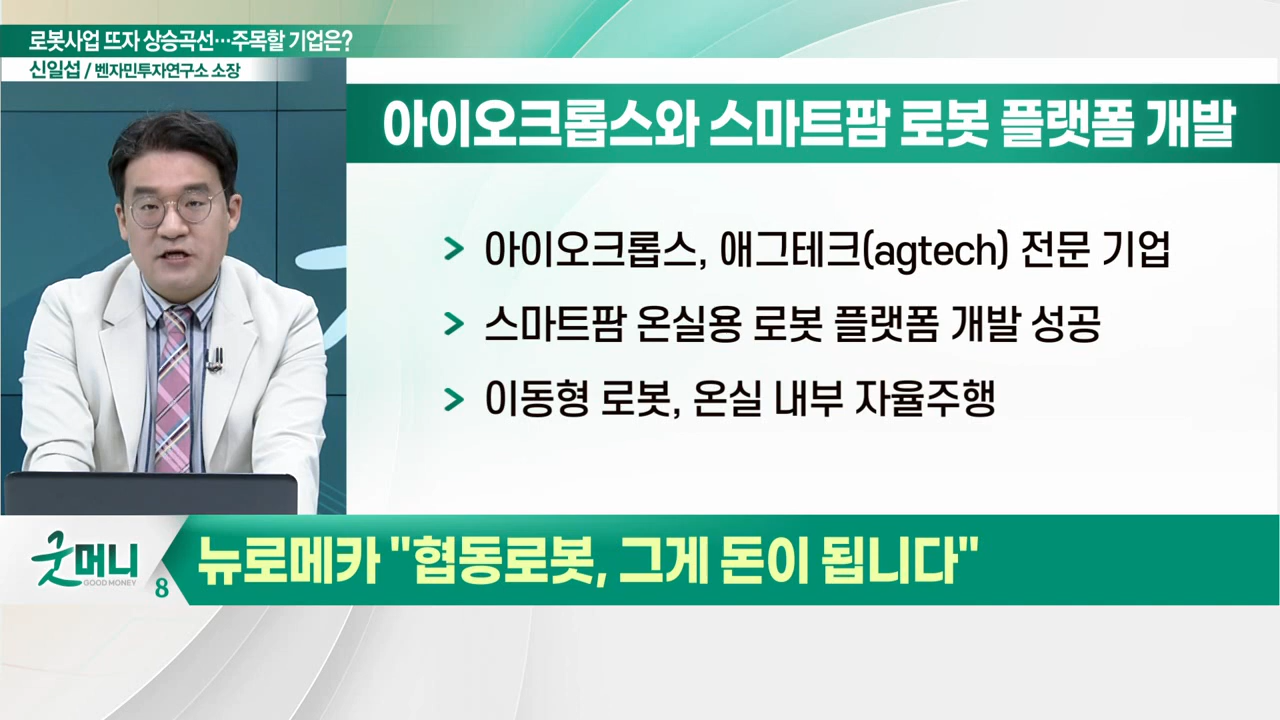 로봇사업 뜨자 상승곡선…주목할 기업은?
신일섭 / 벤자민투자연구소 소장
아이오크롭스와 스마트팜 로봇 플랫폼 개발
> 아이오크롭스, 애그테크(agtech) 전문 기업
> 스마트팜 온실용 로봇 플랫폼 개발 성공
> 이동형 로봇, 온실 내부 자율주행
굿머니
GOOD MONEY
8
뉴로메카 "협동로봇, 그게 돈이 됩니다"